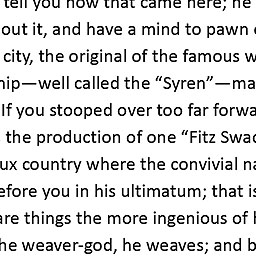 tell you how that came here; he
out it, and have a mind to pawn
city, the original of the famous w
hip—well called the “Syren”—ma
If you stooped over too far forwa
the production of one “Fitz Swac
ux country where the convivial na
efore you in his ultimatum; that is
are things the more ingenious of
he weaver-god, he weaves; and b